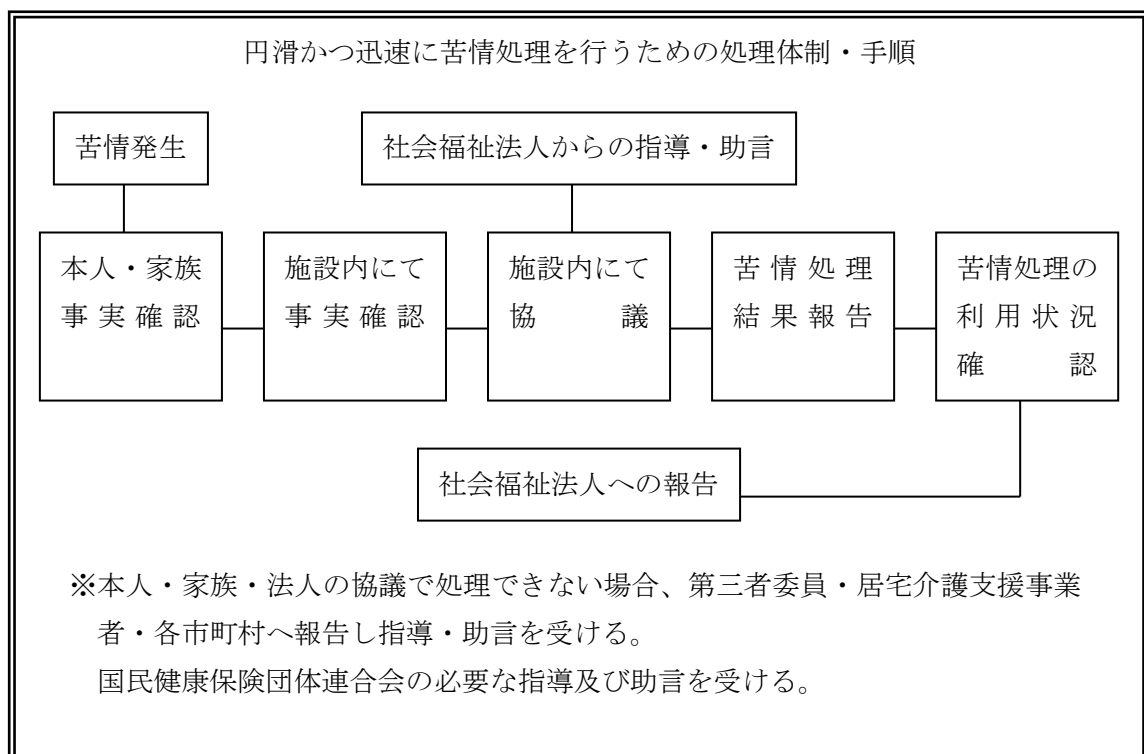 円滑かつ迅速に苦情処理を行うための処理体制・手順
苦情発生
社会福祉法人からの指導・助言
本人・家族
事実確認
施設内にて
事実確認
施設内にて
協議
苦情処理
結果報告
苦情処理の
利用状況
確認
社会福祉法人への報告
※本人・家族・法人の協議で処理できない場合、第三者委員・居宅介護支援事業
者・各市町村へ報告し指導・助言を受ける。
国民健康保険団体連合会の必要な指導及び助言を受ける。